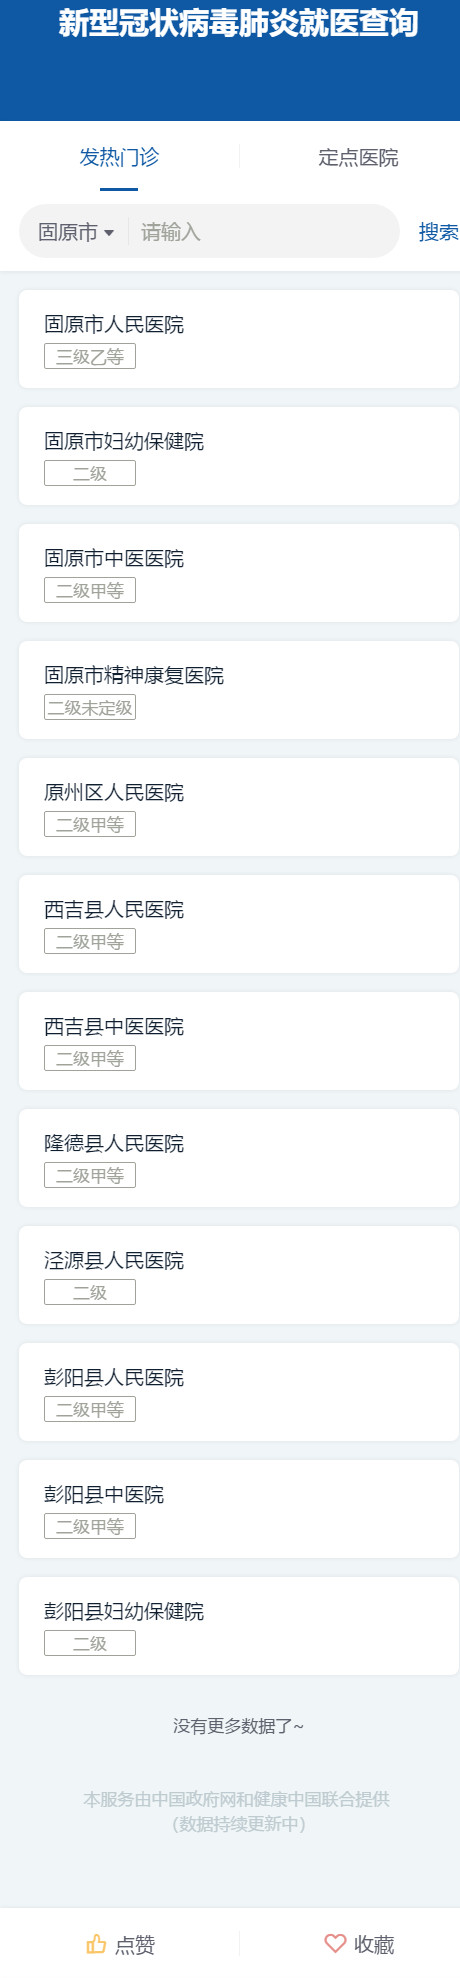 新型冠状病毒肺炎就医查询
发热门诊 定点医院
固原市 请输入 搜索
固原市人民医院
三级乙等
固原市妇幼保健院
二级
固原市中医医院
二级甲等
固原市精神康复医院
二级未定级
原州区人民医院
二级甲等
西吉县人民医院
二级甲等
西吉县中医医院
二级甲等
隆德县人民医院
二级甲等
泾源县人民医院
二级
彭阳县人民医院
二级甲等
彭阳县中医院
二级甲等
彭阳县妇幼保健院
二级
没有更多数据了~
本服务由中国政府网和健康中国联合提供
(数据持续更新中)
点赞 收藏